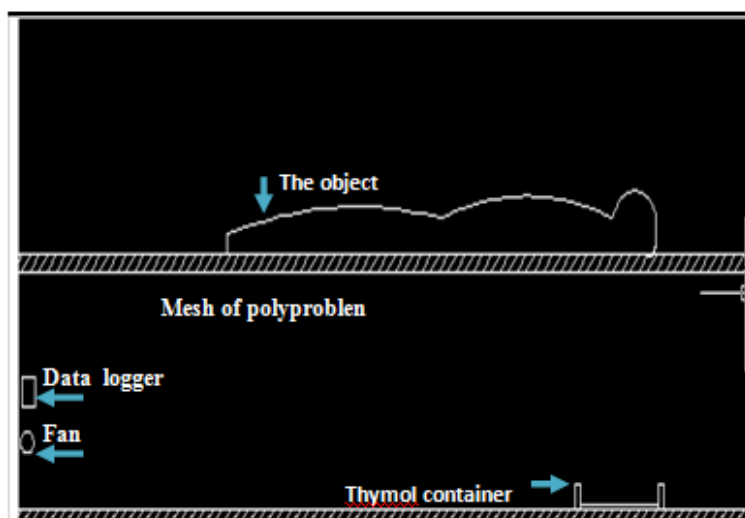 The object
Mesh of polyproblen
Data logger
Fan
Thymol container